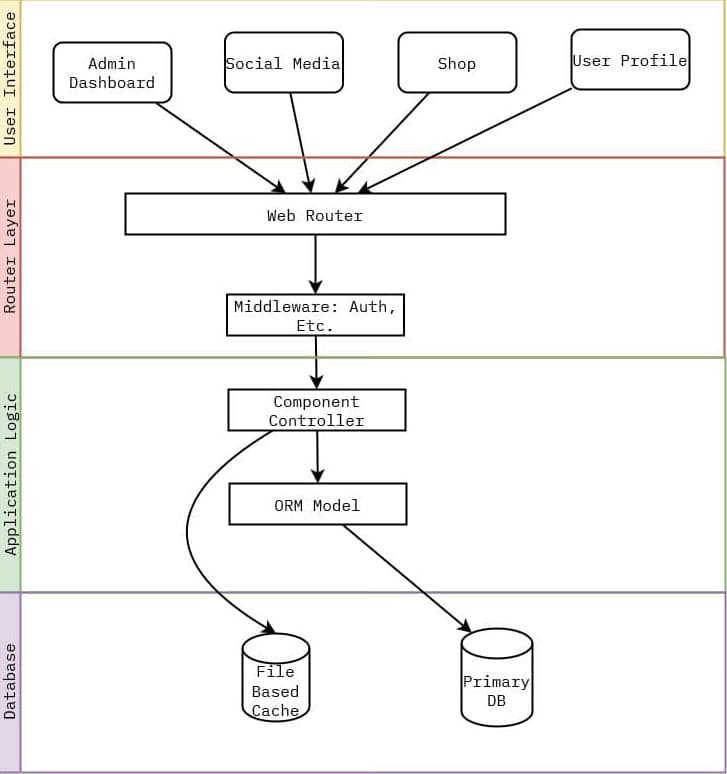 User Interface
Admin
Dashboard
Social Media
Shop
User Profile
Router Layer
Web Router
Middleware: Auth,
Etc.
Application Logic
Component
Controller
ORM Model
Database
File
Based
Cache
Primary
DB